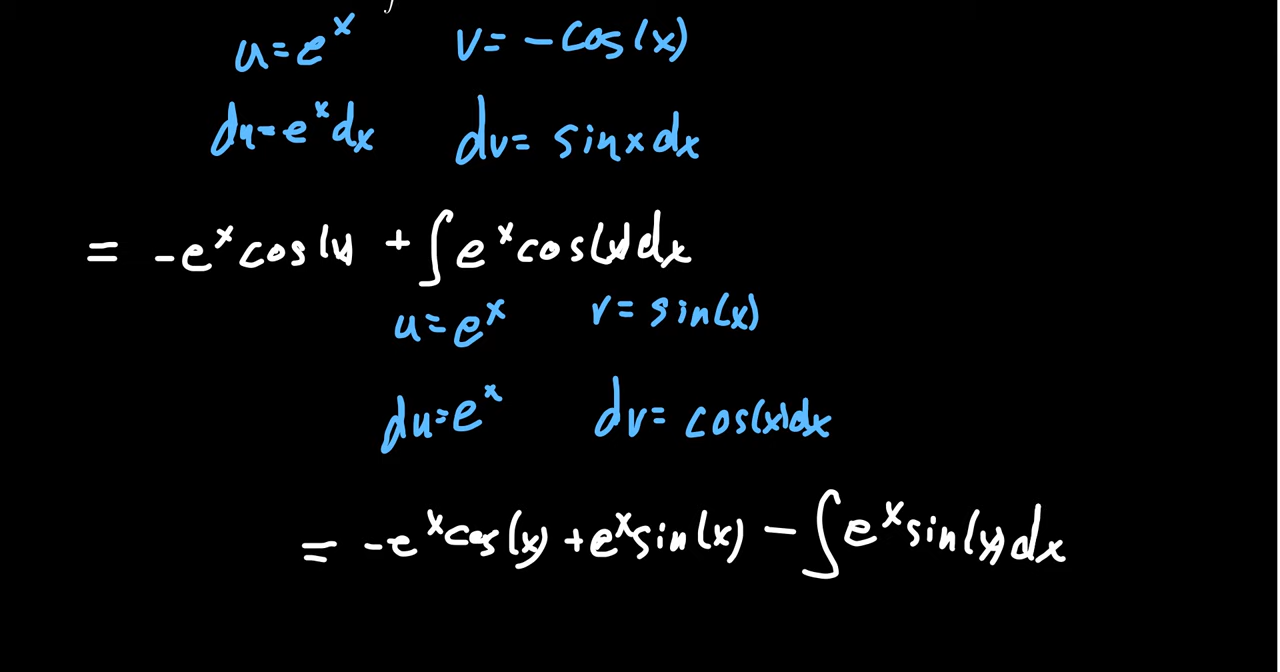 u=e^x v=-cos(x)
du=e^x dx dv=sinx dx
= -e^x cos(x) + ∫e^x cos(x)dx
u=e^x v=sin(x)
du=e^x dv=cos(x)dx
= -e^x cos(x) + e^x sin(x) - ∫e^x sin(x)dx